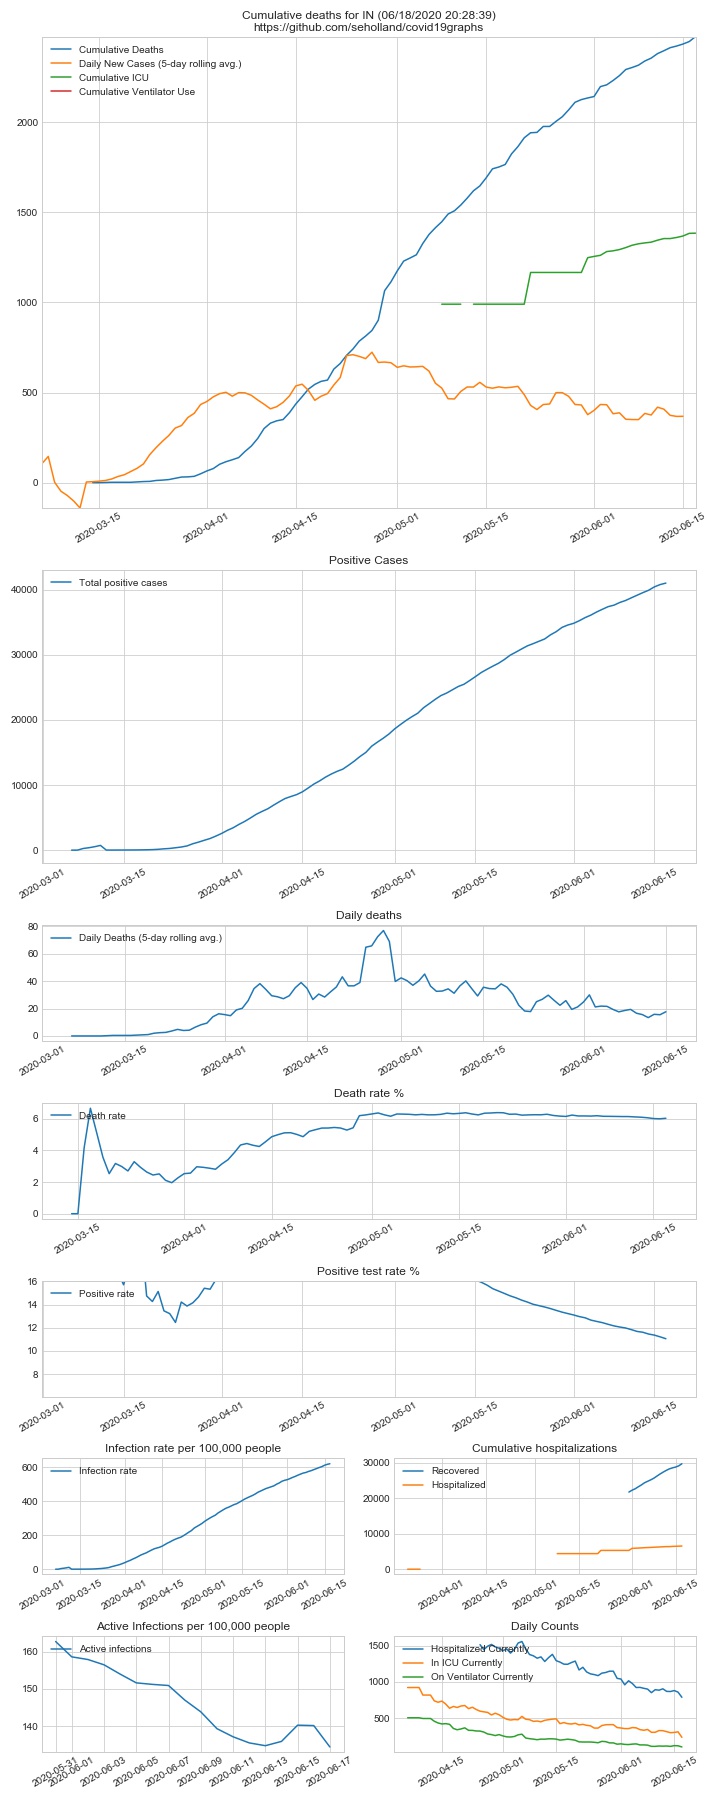 Cumulative deaths for IN (06/18/2020 20:28:39)
https://github.com/seholland/covid19graphs
Cumulative Deaths
Daily New Cases (5-day rolling avg.)
Cumulative ICU
Cumulative Ventilator Use
2000
1500
1000
500
0
2020-03-15 2020-04-01 2020-04-15 2020-05-01 2020-05-15 2020-06-01 2020-06-15
Positive Cases
Total positive cases
40000
30000
20000
10000
0
2020-03-01 2020-03-15 2020-04-01 2020-04-15 2020-05-01 2020-05-15 2020-06-01 2020-06-15
Daily deaths
Daily Deaths (5-day rolling avg.)
80
60
40
20
0
2020-03-01 2020-03-15 2020-04-01 2020-04-15 2020-05-01 2020-05-15 2020-06-01 2020-06-15
Death rate %
Death rate
6
4
2
0
2020-03-15 2020-04-01 2020-04-15 2020-05-01 2020-05-15 2020-06-01 2020-06-15
Positive test rate %
Positive rate
16
14
12
10
8
2020-03-01 2020-03-15 2020-04-01 2020-04-15 2020-05-01 2020-05-15 2020-06-01 2020-06-15
Infection rate per 100,000 people
Infection rate
600
400
200
0
2020-03-01 2020-03-15 2020-04-01 2020-04-15 2020-05-01 2020-05-15 2020-06-01 2020-06-15
Cumulative hospitalizations
Recovered
Hospitalized
30000
20000
10000
0
2020-04-01 2020-04-15 2020-05-01 2020-05-15 2020-06-01 2020-06-15
Active Infections per 100,000 people
Active infections
160
150
140
2020-05-31 2020-06-01 2020-06-03 2020-06-05 2020-06-07 2020-06-09 2020-06-11 2020-06-13 2020-06-15 2020-06-17
Daily Counts
Hospitalized Currently
In ICU Currently
On Ventilator Currently
1500
1000
500
2020-04-15 2020-05-01 2020-05-15 2020-06-01 2020-06-15